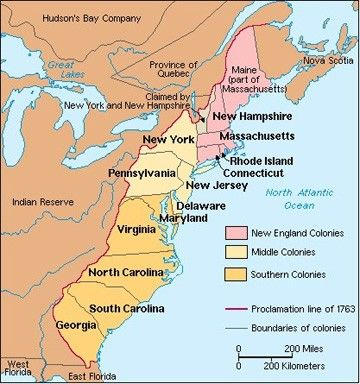 Hudson's Bay Company
Great
Lakes
Province of
Quebec
Nova Scotia
Maine
(part of
Massachusetts)
Claimed by
New York and New Hampshire
New Hampshire
Massachusetts
New York
Rhode Island
Connecticut
Pennsylvania
New Jersey
North Atlantic
Ocean
Indian Reserve
Delaware
Maryland
Virginia
New England Colonies
Middle Colonies
Southern Colonies
North Carolina
South Carolina
Georgia
Proclamation line of 1763
Boundaries of colonies
0 200 Miles
0 200 Kilometers
West
Florida
East Florida